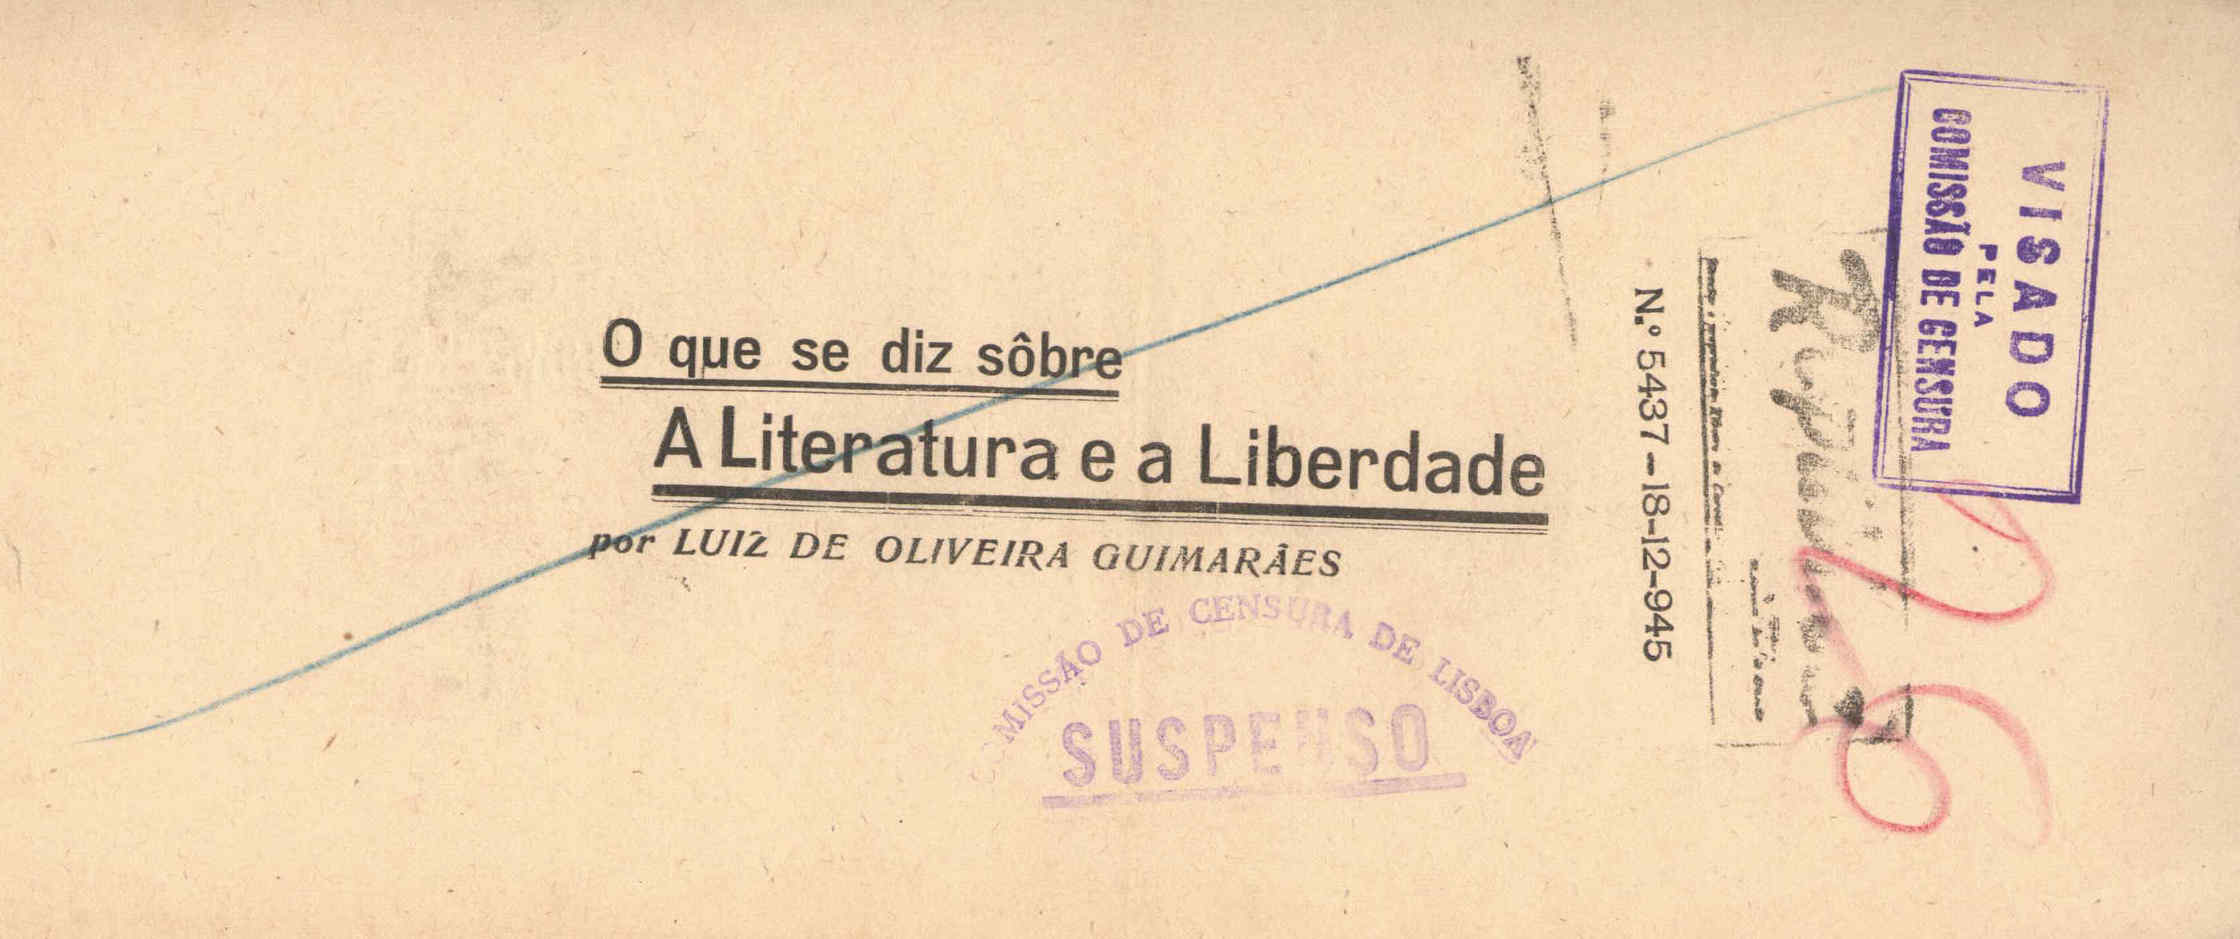 O que se diz sôbre
A Literatura e a Liberdade
por LUIZ DE OLIVEIRA GUIMARÃES
COMISSÃO DE CENSURA DE LISBOA
SUSPENSO
N.º 5437-18-12-945
República
VISADO
PELA
COMISSÃO DE CENSURA